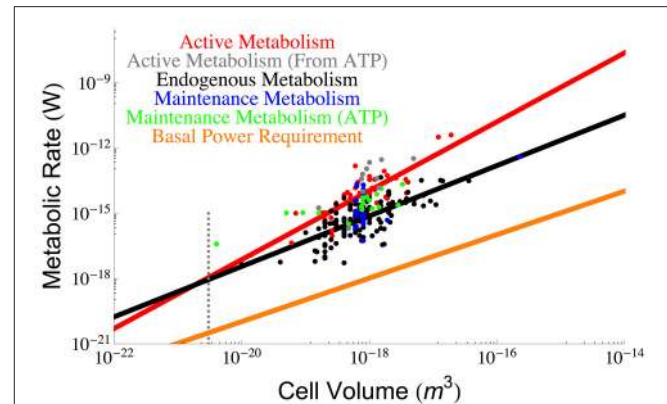 Active Metabolism
Active Metabolism (From ATP)
Endogenous Metabolism
Maintenance Metabolism
Maintenance Metabolism (ATP)
Basal Power Requirement
Metabolic Rate (W)
10⁻⁹
10⁻¹²
10⁻¹⁵
10⁻¹⁸
10⁻²¹
10⁻²² 10⁻²⁰ 10⁻¹⁸ 10⁻¹⁶ 10⁻¹⁴
Cell Volume (m³)